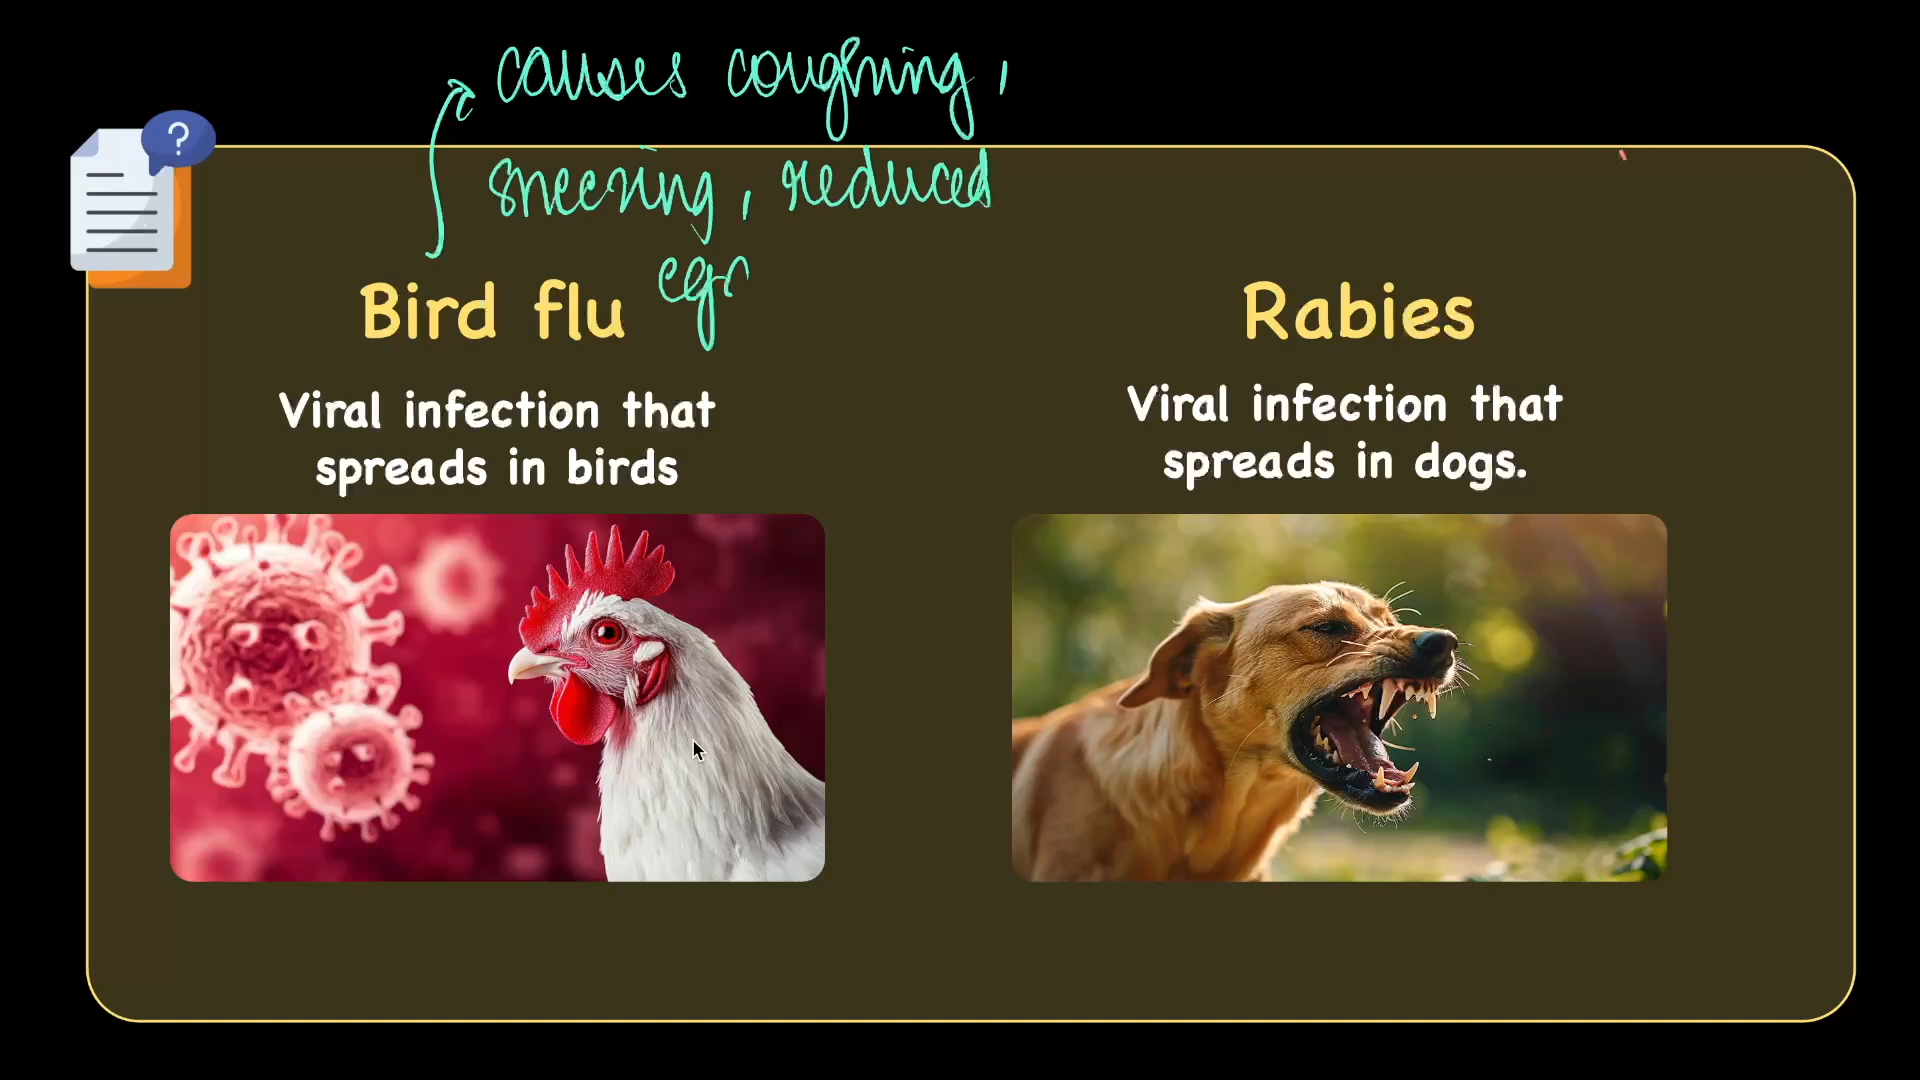 causes coughing,
sneezing, reduced
egg
?
Bird flu
Viral infection that
spreads in birds
Rabies
Viral infection that
spreads in dogs.